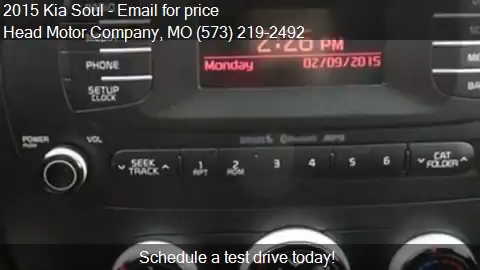 2015 Kia Soul - Email for price
Head Motor Company, MO (573) 219-2492
2:26 PM
Monday 02/09/2015
PHONE
SETUP
CLOCK
POWER
PUSH
VOL
SEEK
TRACK
1
RPT
2
RDM
3
4
5
6
CAT
FOLDER
Bluetooth MP3
Schedule a test drive today!